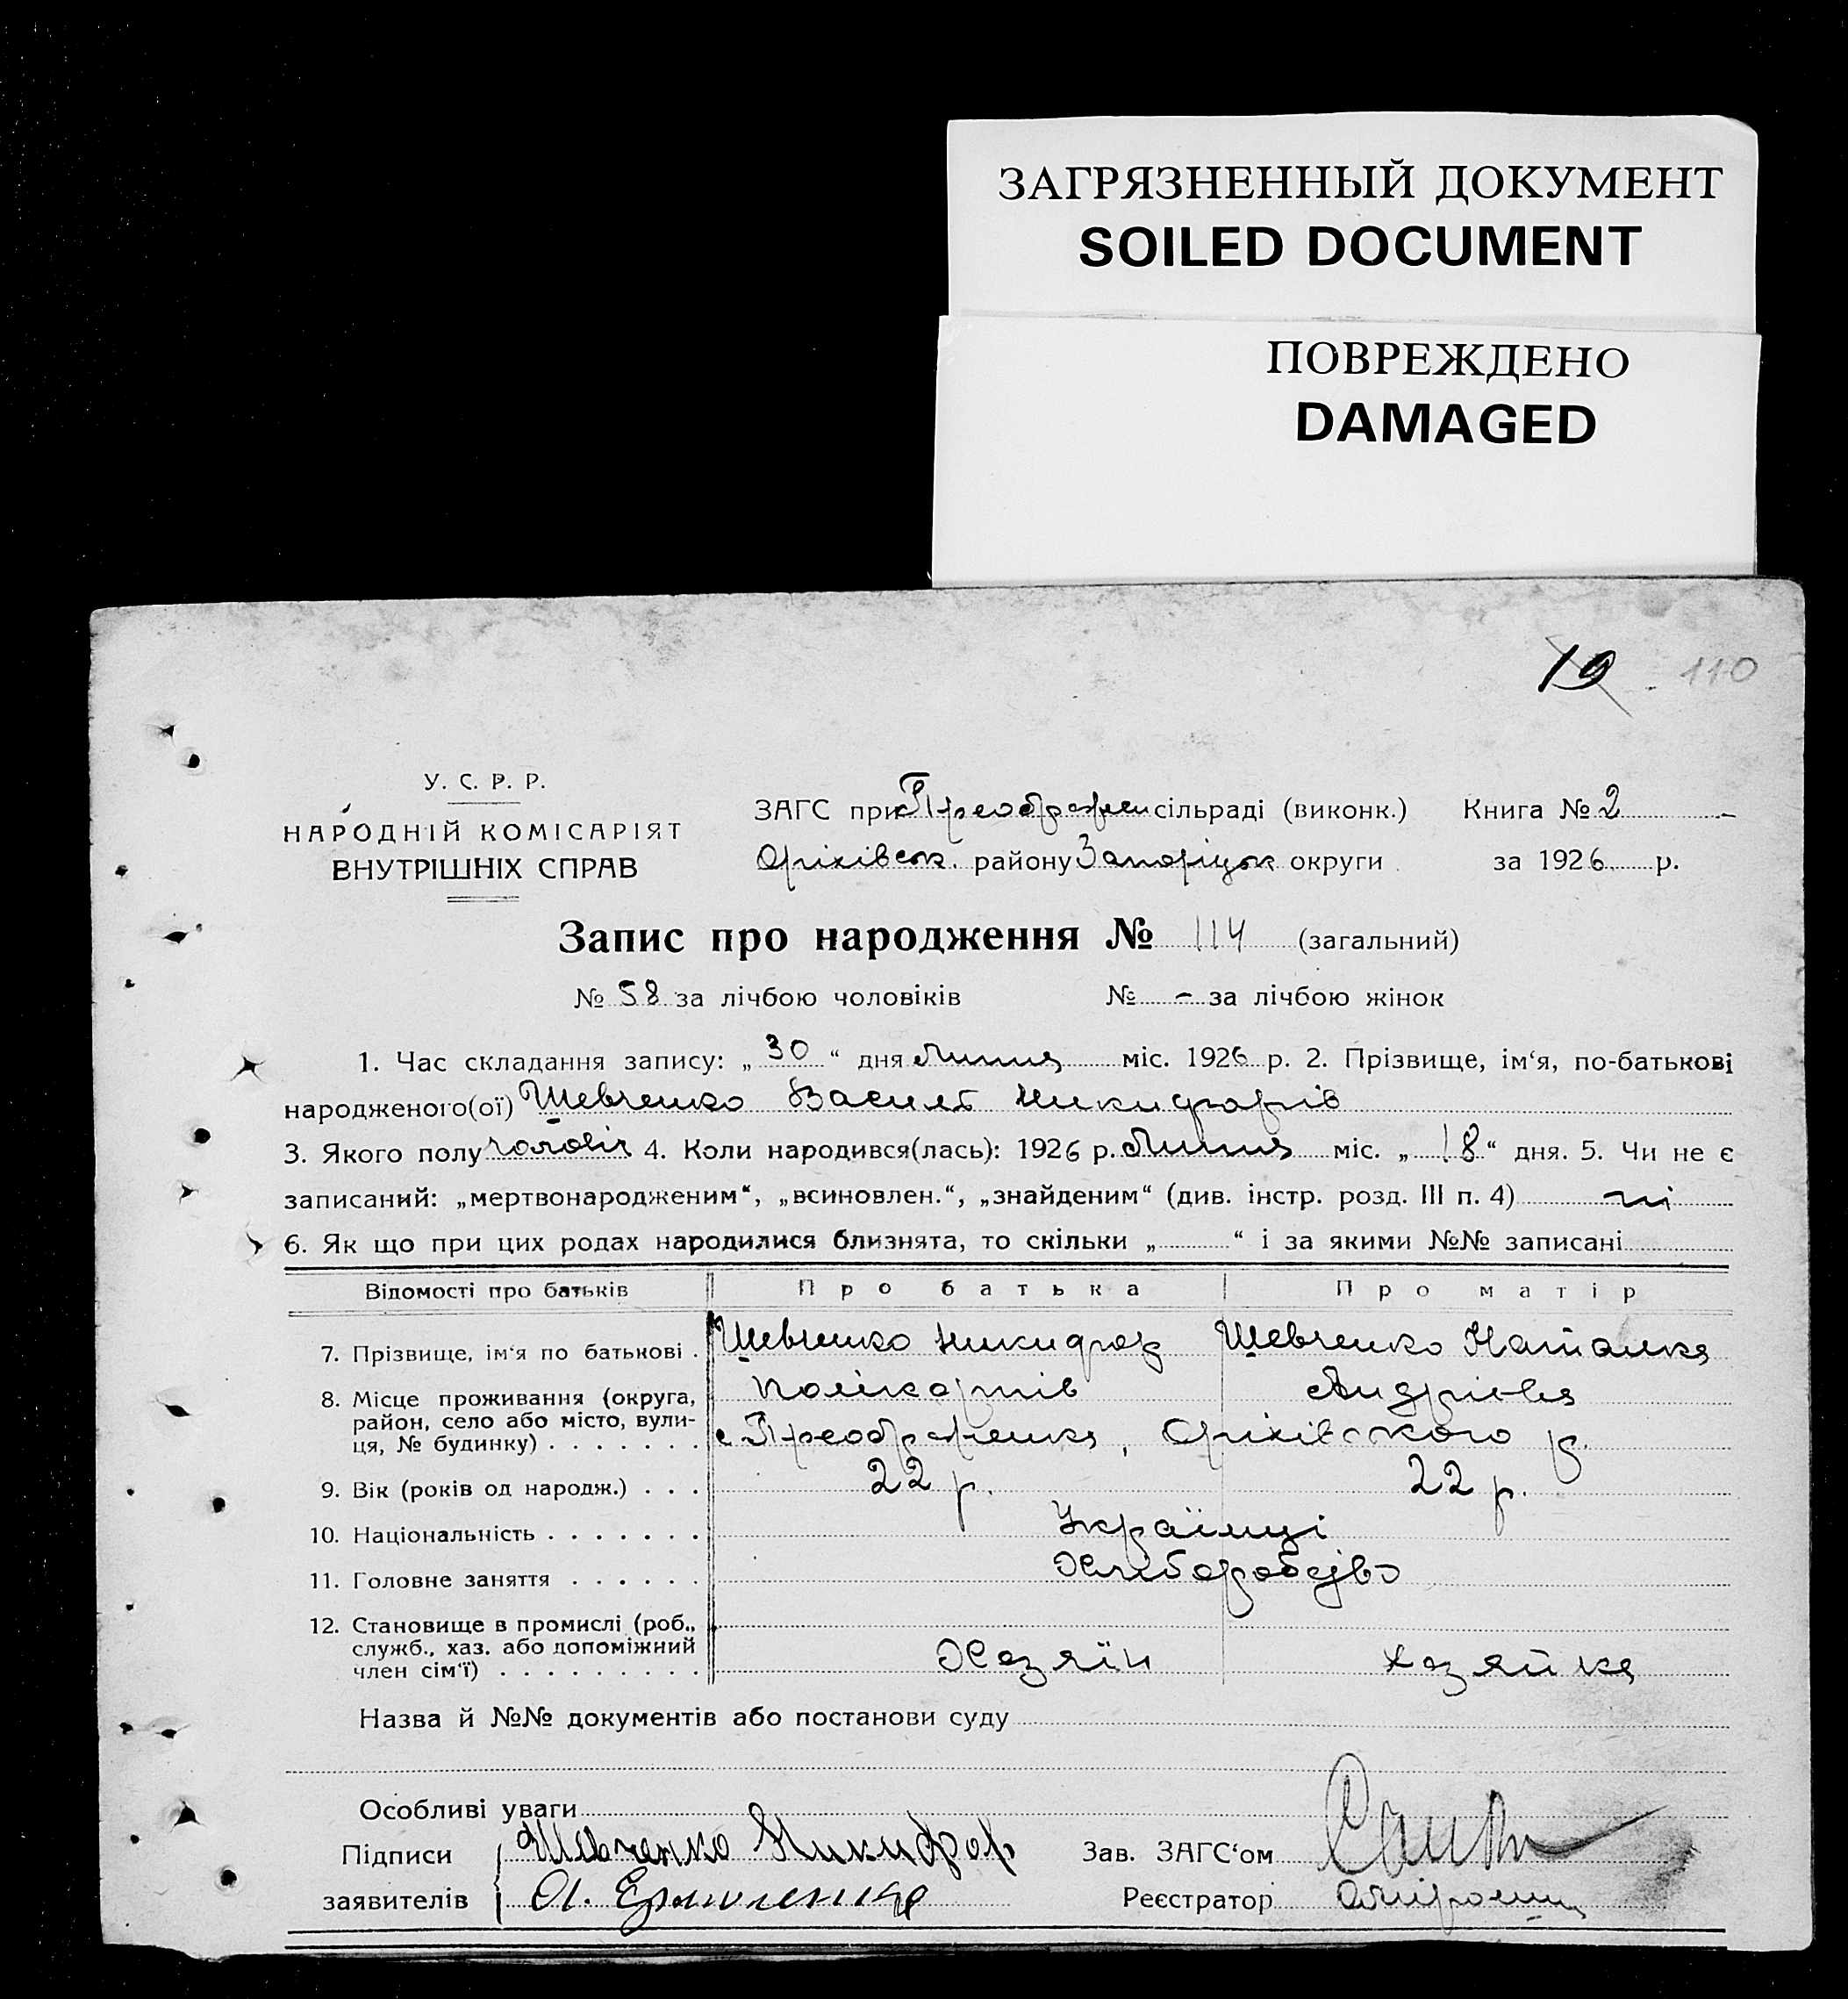 ЗАГРЯЗНЕННЫЙ ДОКУМЕНТ
SOILED DOCUMENT
ПОВРЕЖДЕНО
DAMAGED
19 110
У. С. Р. Р.
НАРОДНІЙ КОМІСАРІЯТ
ВНУТРІШНІХ СПРАВ
ЗАГС при Преображен сільраді (виконк.) Книга № 2 -
Оріхівськ. району Запоріцьк округи за 1926 р.
Запис про народження № 114 (загальний)
№ 58 за лічбою чоловіків № - за лічбою жінок
1. Час складання запису: „30“ дня Липня міс. 1926 р. 2. Прізвище, ім‘я, по-батькові
народженого(ої) Шевченко Василь Никифорів
3. Якого полу чоловіч 4. Коли народився(лась): 1926 р. Липня міс. „18“ дня. 5. Чи не є
записаний: „мертвонародженим“, „всиновлен.“, „знайденим“ (див. інстр. розд. III п. 4) ні
6. Як що при цих родах народилися близнята, то скільки „ “ і за якими №№ записані
Відомості про батьків Про батька Про матір
7. Прізвище, ім‘я по батькові . Шевченко Никифор Шевченко Наталка
Полікарпів Андрієва
8. Місце проживання (округа,
район, село або місто, вули-
ця, № будинку) . . . . . . . с. Преображенка, Оріхівського р.
9. Вік (років од народж.) . . . 22 р. 22 р.
10. Національність . . . . . . . Українці
11. Головне заняття . . . . . . Хліборобство
12. Становище в промислі (роб.,
служб., хаз. або допоміжний
член сім‘ї) . . . . . . . . . Хазяїн хазяйка
Назва й №№ документів або постанови суду
Особливі уваги
Підписи Шевченко Никифор Зав. ЗАГС‘ом
заявителів Реєстратор